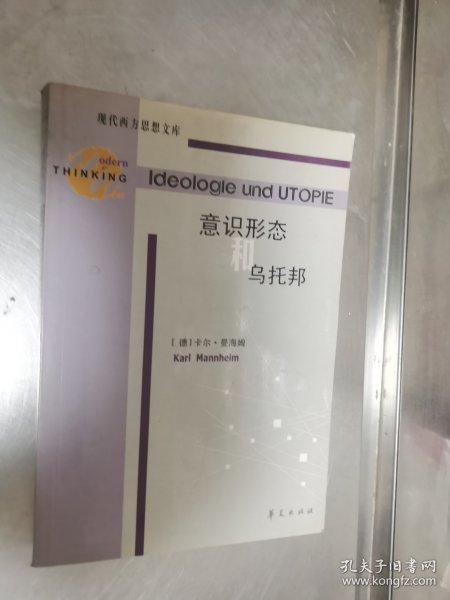 现代西方思想文库
odern
THINKING
Ideologie und UTOPIE
意识形态
和
乌托邦
[德]卡尔·曼海姆
Karl Mannheim
华夏出版社
孔夫子旧书网
www.kongfz.com